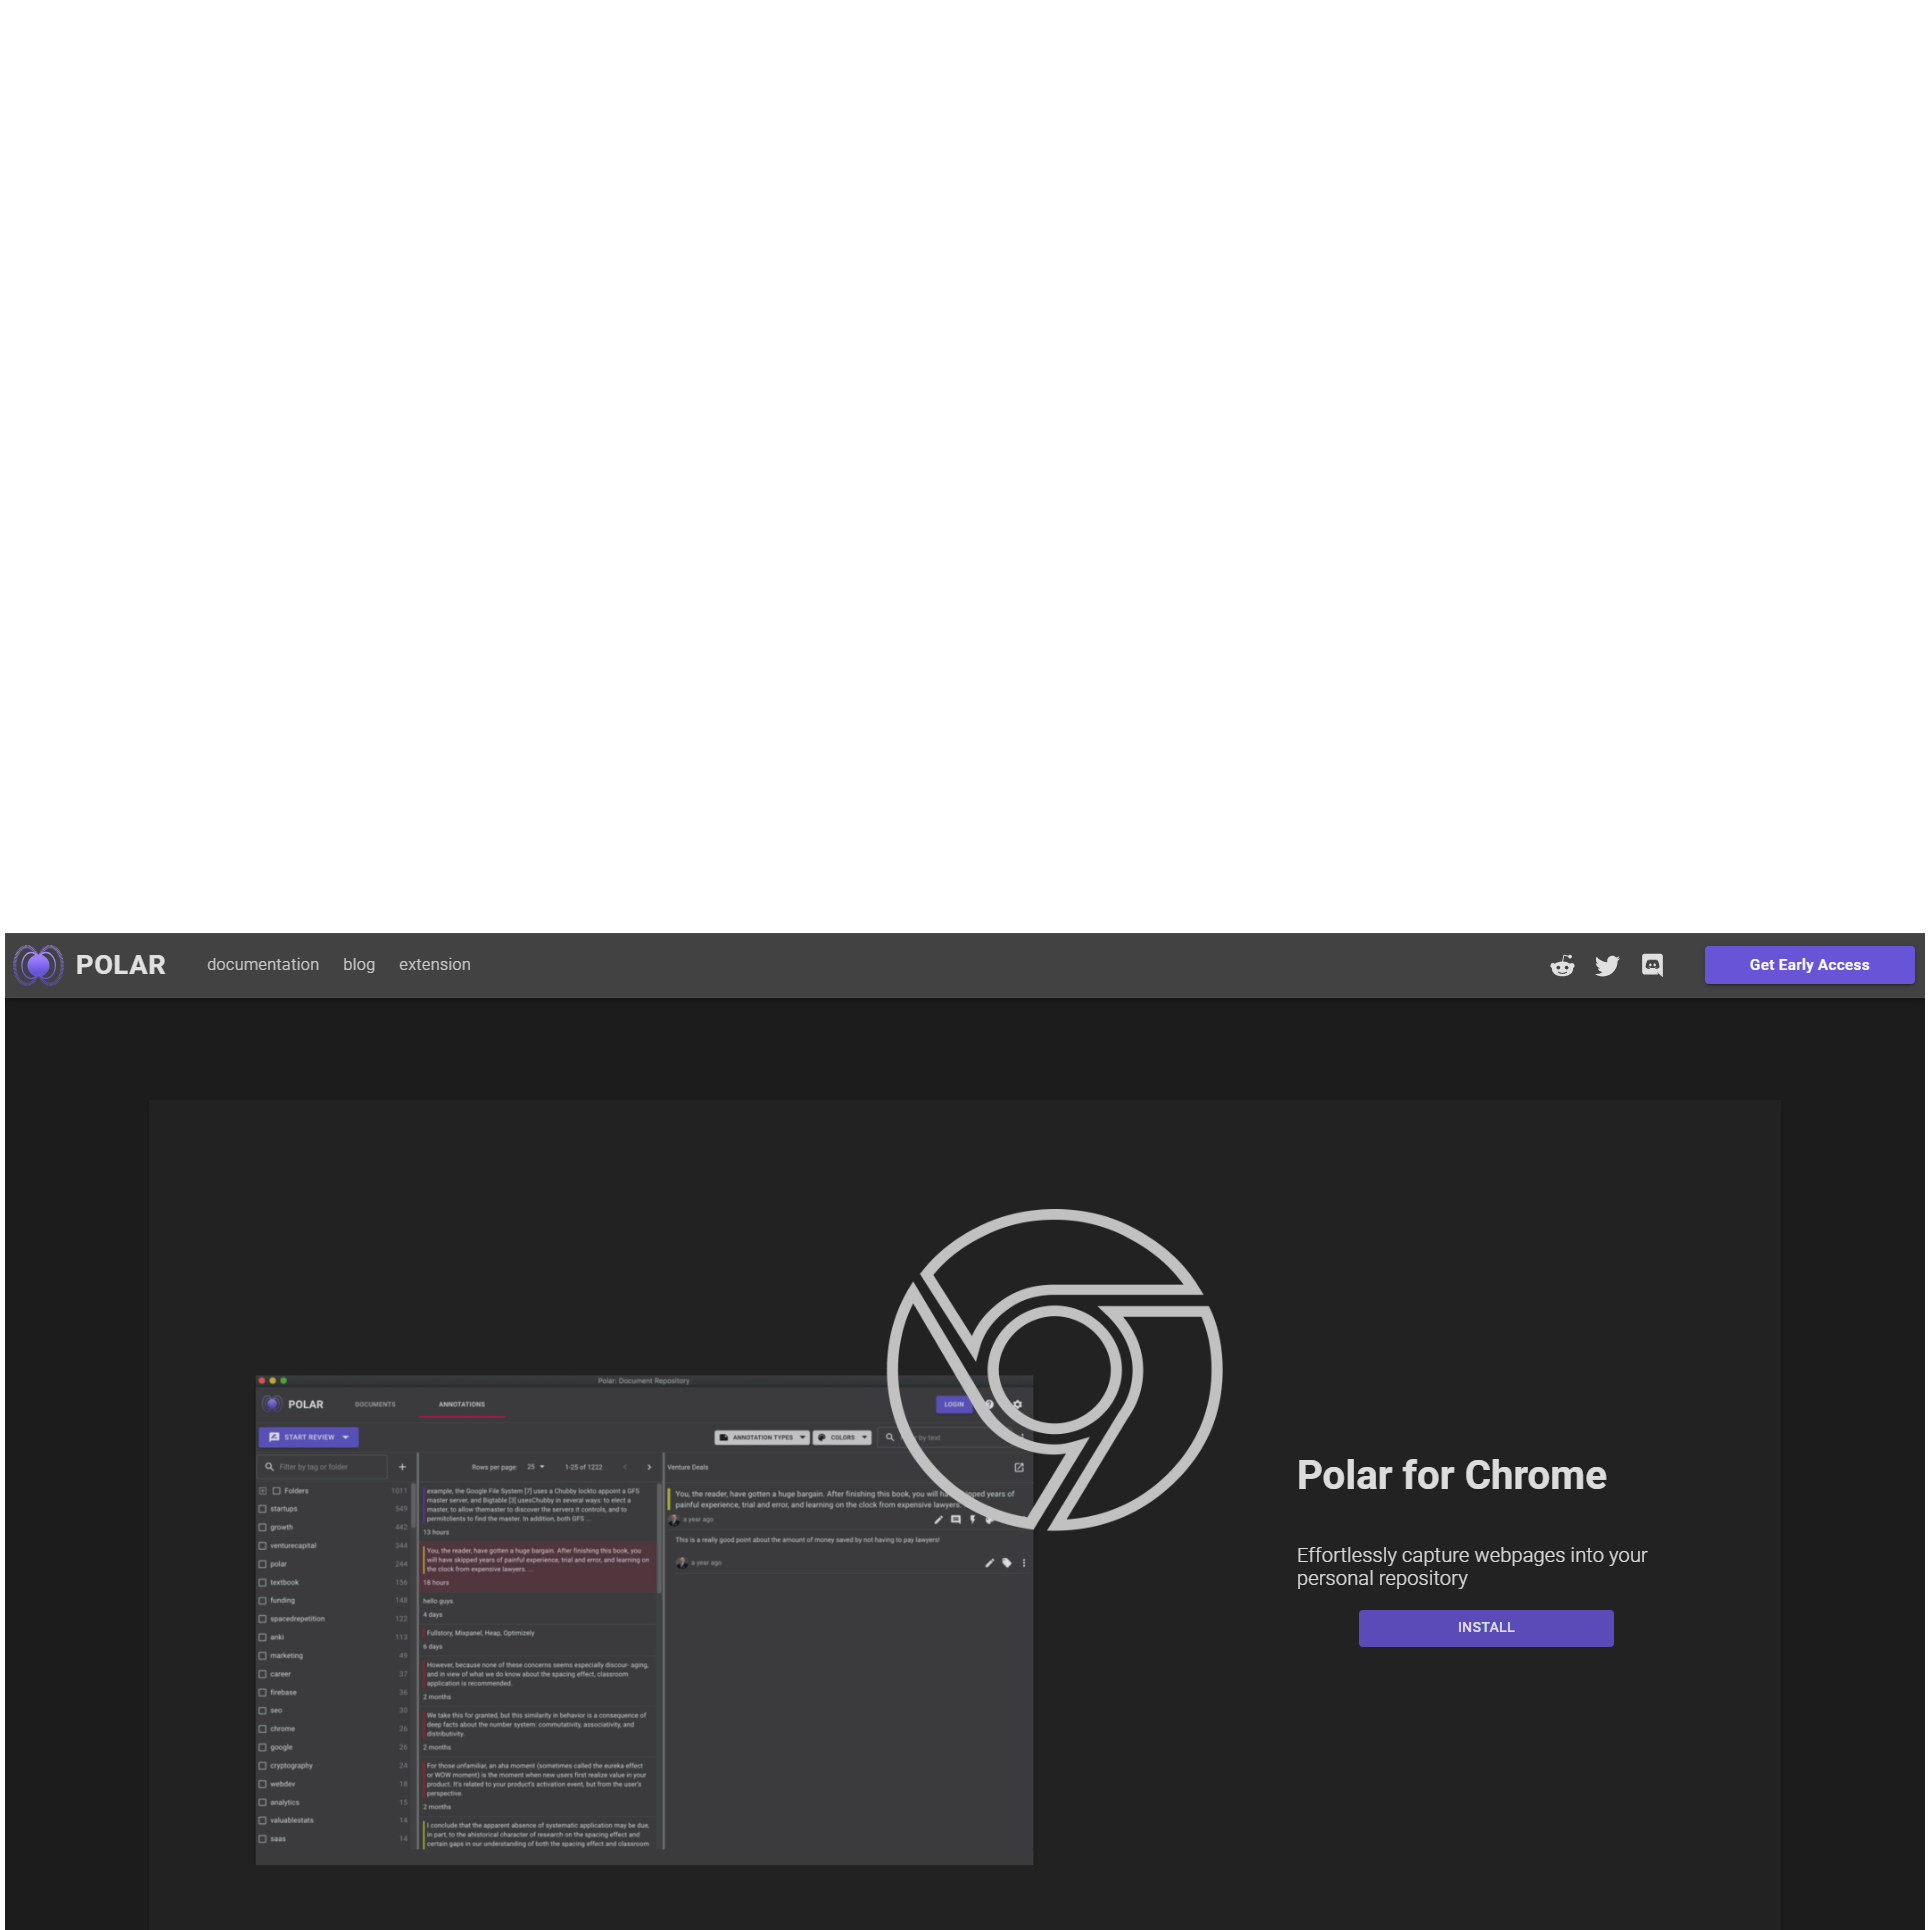 POLAR documentation blog extension Get Early Access
Polar: Document Repository
POLAR DOCUMENTS ANNOTATIONS LOGIN
START REVIEW ANNOTATION TYPES COLORS by text
Filter by tag or folder
Rows per page: 25 1-25 of 1222
Venture Deals
Folders 1011
startups 549
growth 442
venturecapital 344
polar 244
textbook 156
funding 148
spacedrepetition 122
anki 113
marketing 49
career 37
firebase 36
seo 30
chrome 26
google 26
cryptography 24
webdev 18
analytics 15
valuablestats 14
saas 14
example, the Google File System [7] uses a Chubby lockto appoint a GFS
master server, and Bigtable [3] usesChubby in several ways: to elect a
master, to allow themaster to discover the servers it controls, and to
permitclients to find the master. In addition, both GFS ...
13 hours
You, the reader, have gotten a huge bargain. After finishing this book, you
will have skipped years of painful experience, trial and error, and learning on
the clock from expensive lawyers. ...
18 hours
hello guys.
4 days
Fullstory, Mixpanel, Heap, Optimizely
6 days
However, because none of these concerns seems especially discour- aging,
and in view of what we do know about the spacing effect, classroom
application is recommended.
2 months
We take this for granted, but this similarity in behavior is a consequence of
deep facts about the number system: commutativity, associativity, and
distributivity.
2 months
For those unfamiliar, an aha moment (sometimes called the eureka effect
or WOW moment) is the moment when new users first realize value in your
product. It's related to your product's activation event, but from the user's
perspective.
2 months
I conclude that the apparent absence of systematic application may be due,
in part, to the ahistorical character of research on the spacing effect and
certain gaps in our understanding of both the spacing effect and classroom
You, the reader, have gotten a huge bargain. After finishing this book, you will years of
painful experience, trial and error, and learning on the clock from expensive lawyers.
a year ago
This is a really good point about the amount of money saved by not having to pay lawyers!
a year ago
Polar for Chrome
Effortlessly capture webpages into your
personal repository
INSTALL